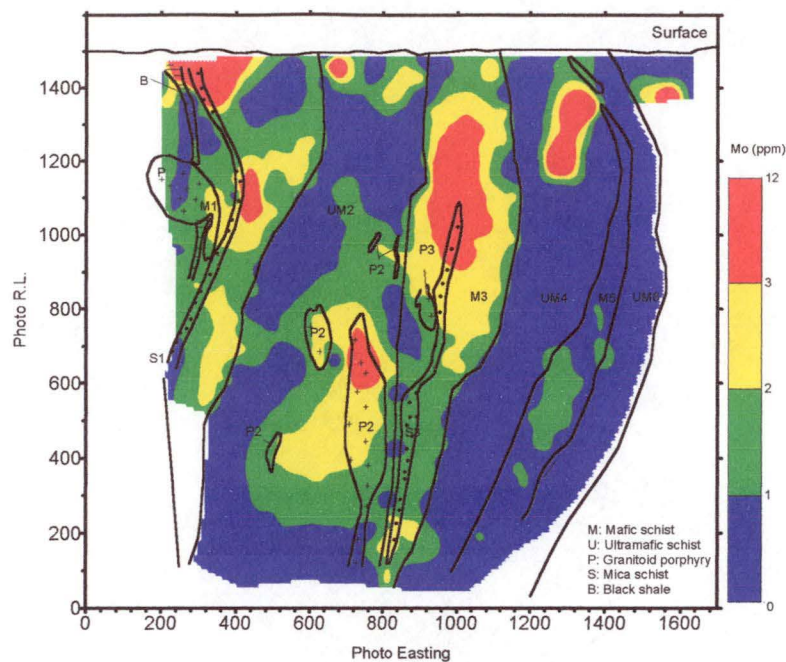 Surface
1400
1200
1000
800
600
400
200
0
Photo R.L.
B
P
M1
S1
UM2
P2
P3
P2
P2
P2
S3
M3
UM4
M5
Mo (ppm)
12
3
2
1
0
M: Mafic schist
U: Ultramafic schist
P: Granitoid porphyry
S: Mica schist
B: Black shale
0 200 400 600 800 1000 1200 1400 1600
Photo Easting